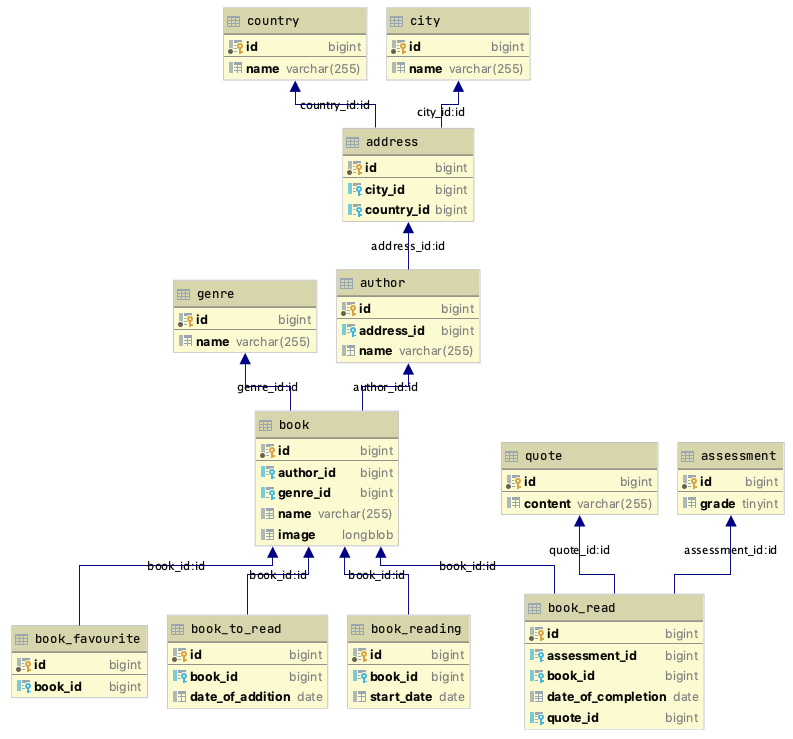 country
id bigint
name varchar(255)
city
id bigint
name varchar(255)
country_id:id
city_id:id
address
id bigint
city_id bigint
country_id bigint
address_id:id
genre
id bigint
name varchar(255)
author
id bigint
address_id bigint
name varchar(255)
genre_id:id
author_id:id
book
id bigint
author_id bigint
genre_id bigint
name varchar(255)
image longblob
quote
id bigint
content varchar(255)
assessment
id bigint
grade tinyint
book_id:id
book_id:id
book_id:id
book_id:id
quote_id:id
assessment_id:id
book_favourite
id bigint
book_id bigint
book_to_read
id bigint
book_id bigint
date_of_addition date
book_reading
id bigint
book_id bigint
start_date date
book_read
id bigint
assessment_id bigint
book_id bigint
date_of_completion date
quote_id bigint